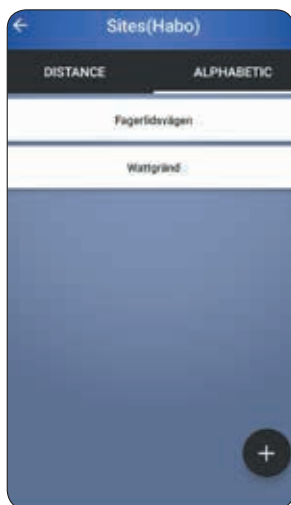 Sites(Habo)
DISTANCE ALPHABETIC
Fagerlidsvägen
Wattgränd